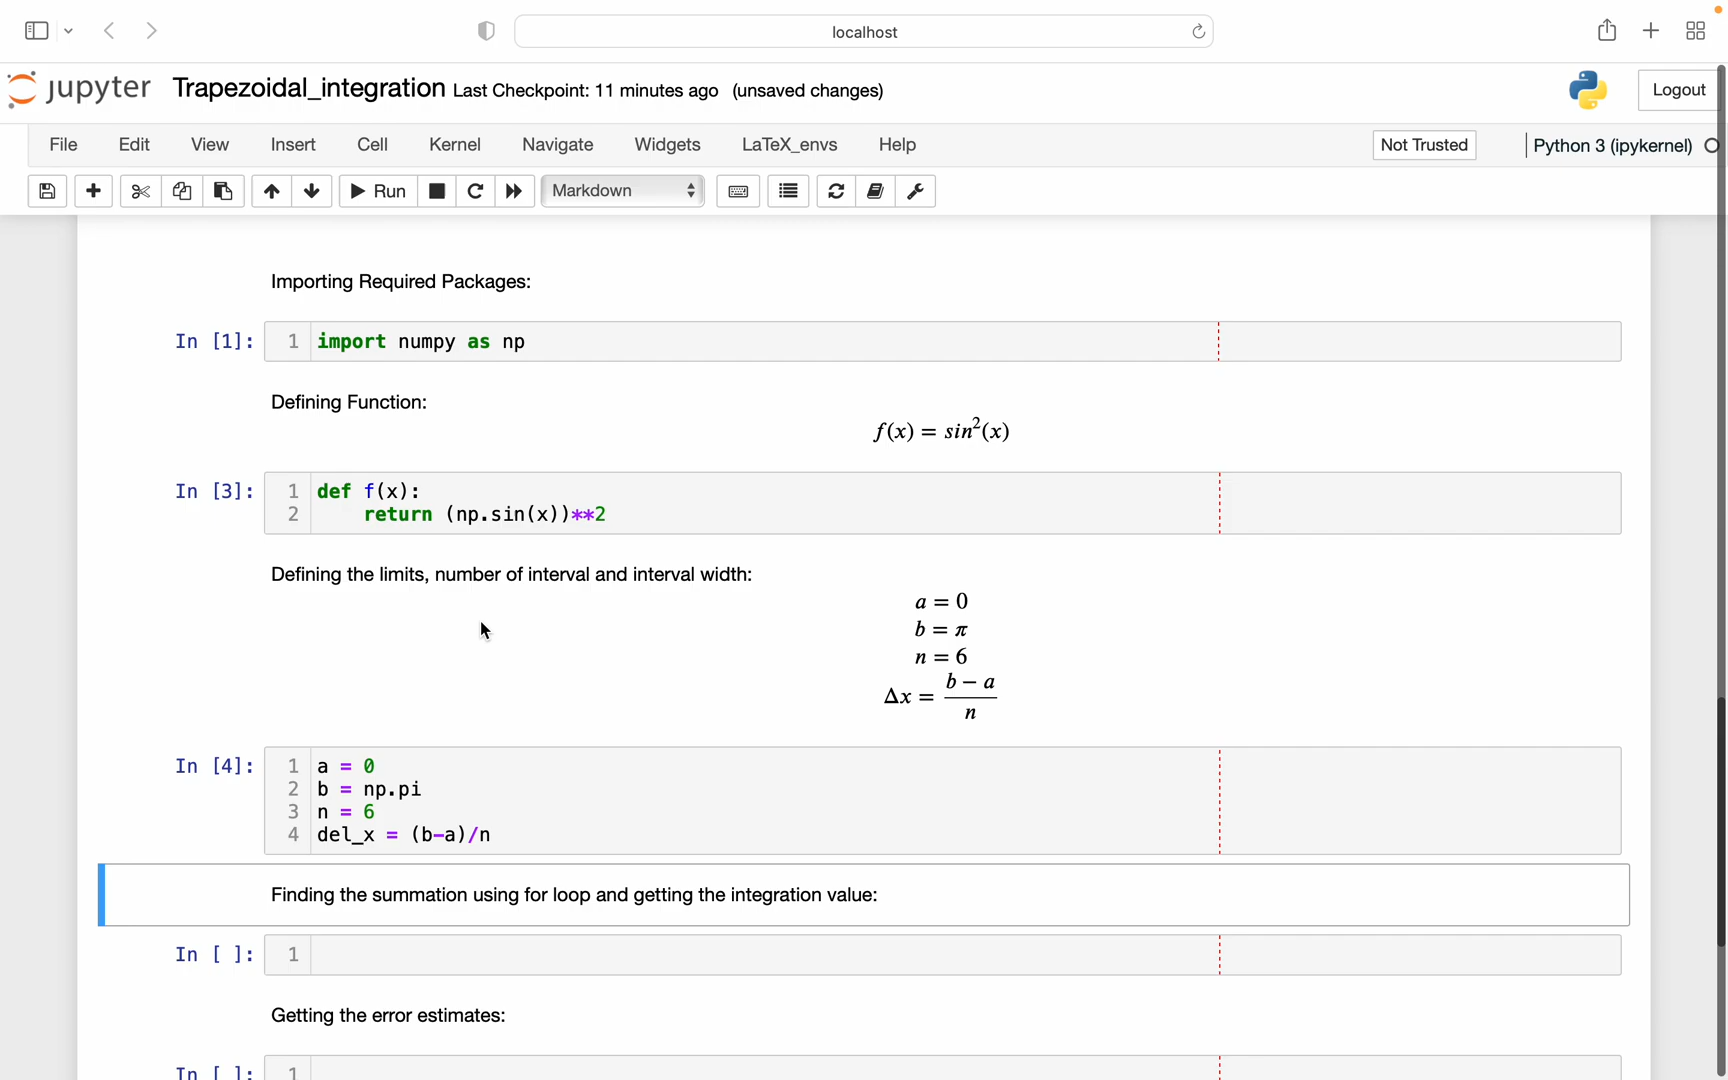 localhost
jupyter Trapezoidal_integration Last Checkpoint: 11 minutes ago (unsaved changes)
Logout
File Edit View Insert Cell Kernel Navigate Widgets LaTeX_envs Help
Not Trusted
Python 3 (ipykernel)
Run
Markdown
Importing Required Packages:
In [1]: 1 import numpy as np
Defining Function:
f(x) = sin²(x)
In [3]: 1 def f(x):
2 return (np.sin(x))**2
Defining the limits, number of interval and interval width:
a = 0
b = π
n = 6
Δx = b − a
n
In [4]: 1 a = 0
2 b = np.pi
3 n = 6
4 del_x = (b-a)/n
Finding the summation using for loop and getting the integration value:
In [ ]: 1
Getting the error estimates:
In [ ]: 1